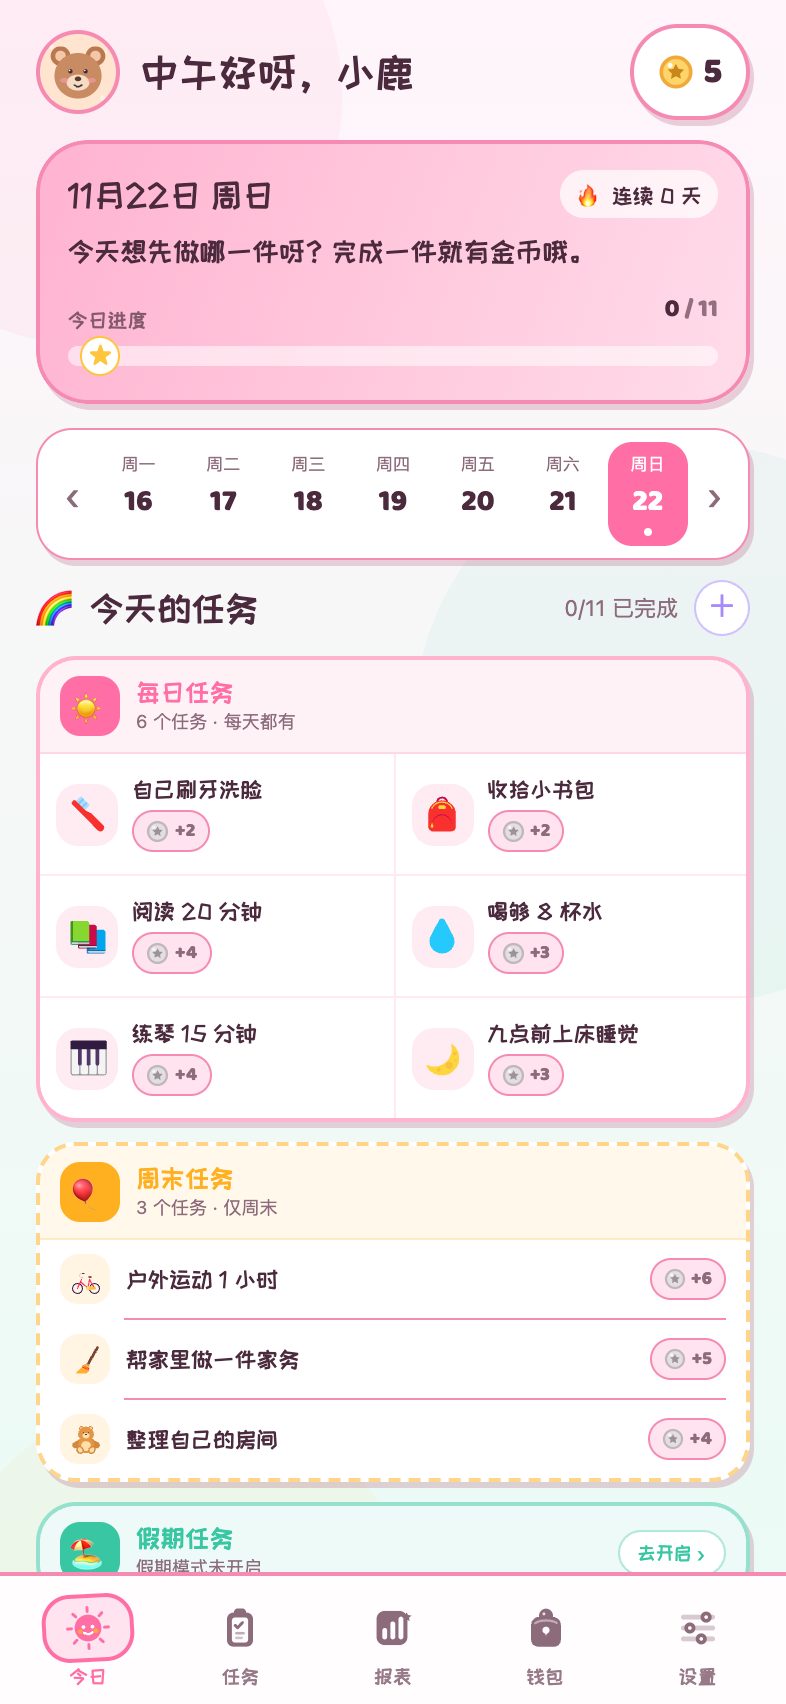 中午好呀，小鹿
5
11月22日 周日
连续 0 天
今天想先做哪一件呀？完成一件就有金币哦。
今日进度
0 / 11
周一 周二 周三 周四 周五 周六 周日
‹ 16 17 18 19 20 21 22 ›
今天的任务
0/11 已完成
每日任务
6 个任务 · 每天都有
自己刷牙洗脸
+2
收拾小书包
+2
阅读 20 分钟
+4
喝够 8 杯水
+3
练琴 15 分钟
+4
九点前上床睡觉
+3
周末任务
3 个任务 · 仅周末
户外运动 1 小时
+6
帮家里做一件家务
+5
整理自己的房间
+4
假期任务
假期模式未开启
去开启 ›
今日 任务 报表 钱包 设置